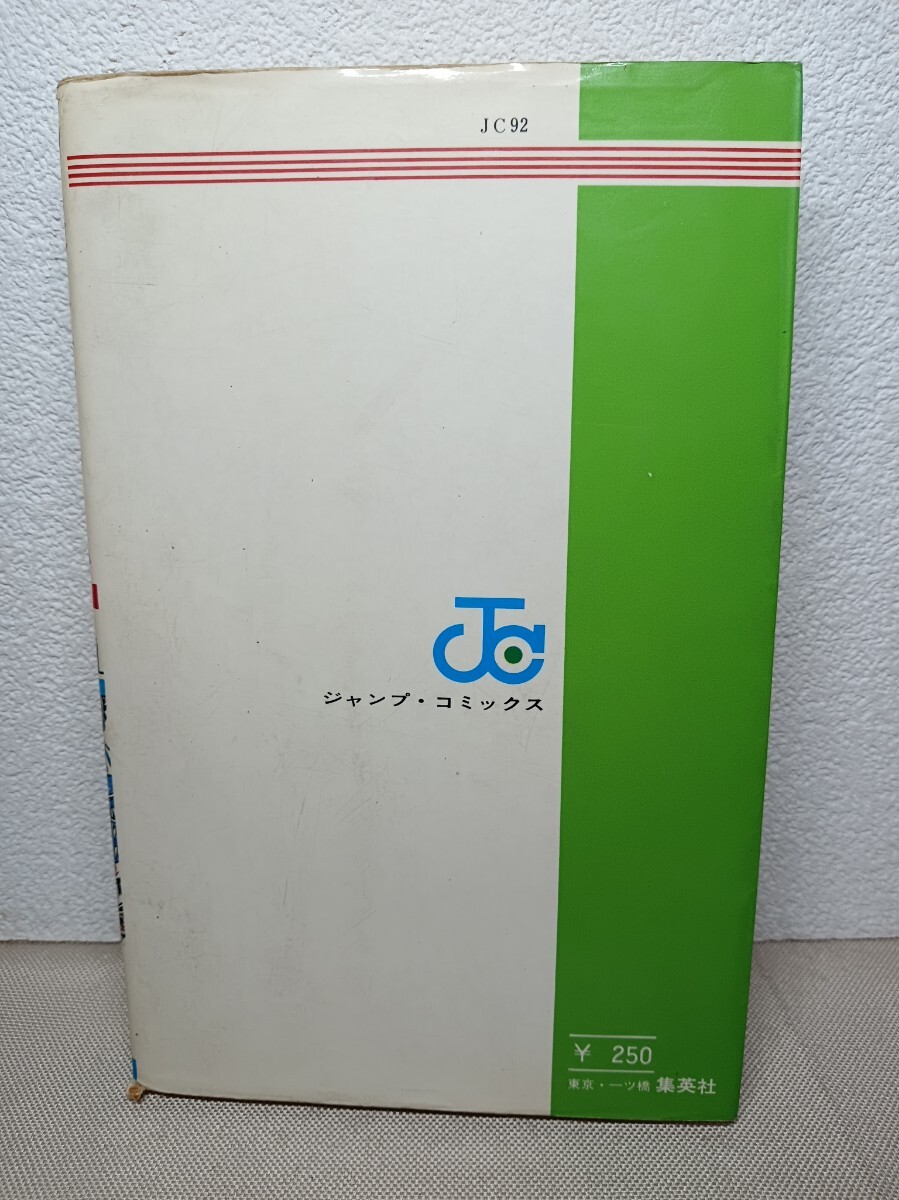 JC92
JC
ジャンプ・コミックス
¥ 250
東京・一ツ橋 集英社